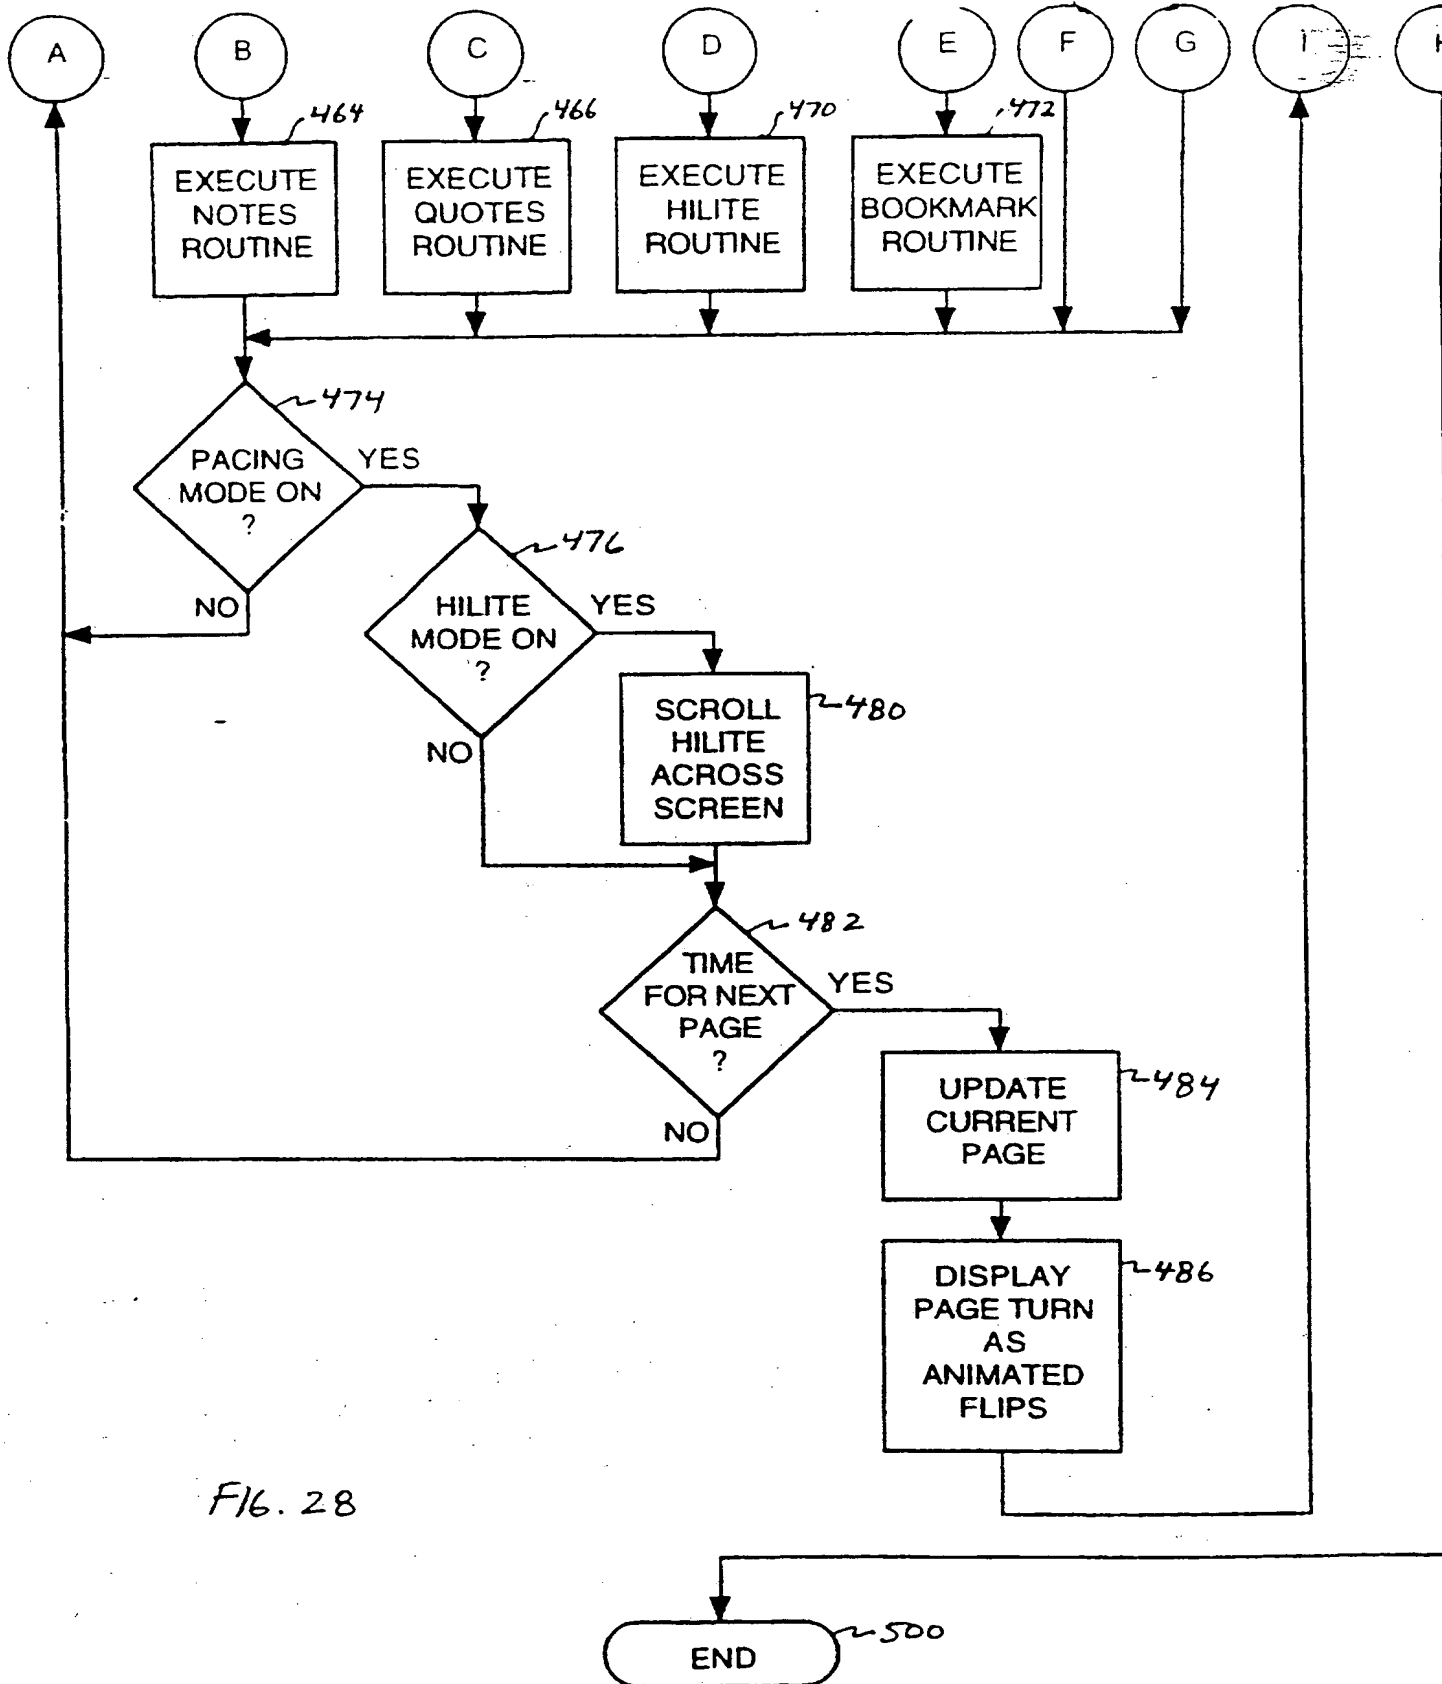 A
B
C
D
E
F
G
I
464
466
470
472
EXECUTE
NOTES
ROUTINE
EXECUTE
QUOTES
ROUTINE
EXECUTE
HILITE
ROUTINE
EXECUTE
BOOKMARK
ROUTINE
474
PACING
MODE ON
?
YES
NO
476
HILITE
MODE ON
?
YES
NO
480
SCROLL
HILITE
ACROSS
SCREEN
482
TIME
FOR NEXT
PAGE
?
YES
NO
484
UPDATE
CURRENT
PAGE
486
DISPLAY
PAGE TURN
AS
ANIMATED
FLIPS
FIG. 28
500
END